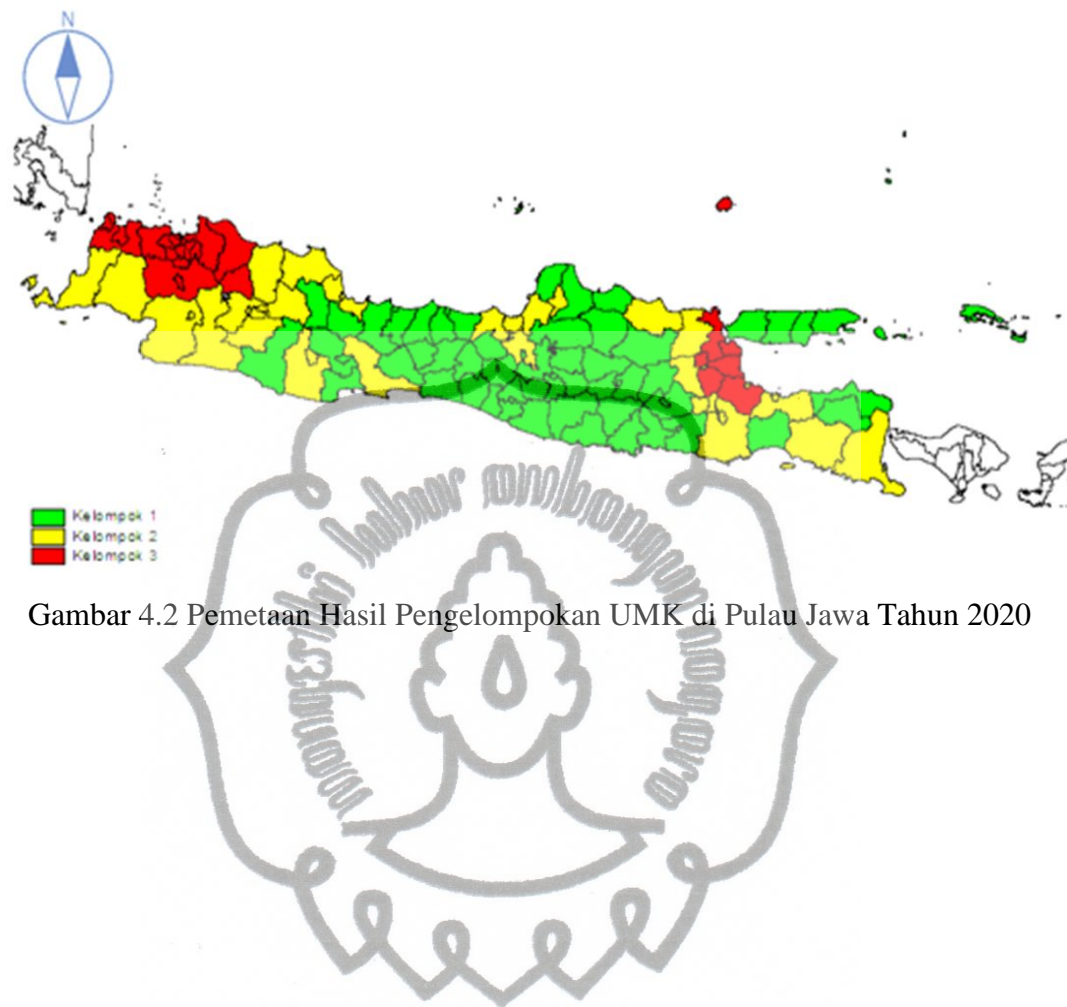 N
Kelompok 1
Kelompok 2
Kelompok 3
Gambar 4.2 Pemetaan Hasil Pengelompokan UMK di Pulau Jawa Tahun 2020